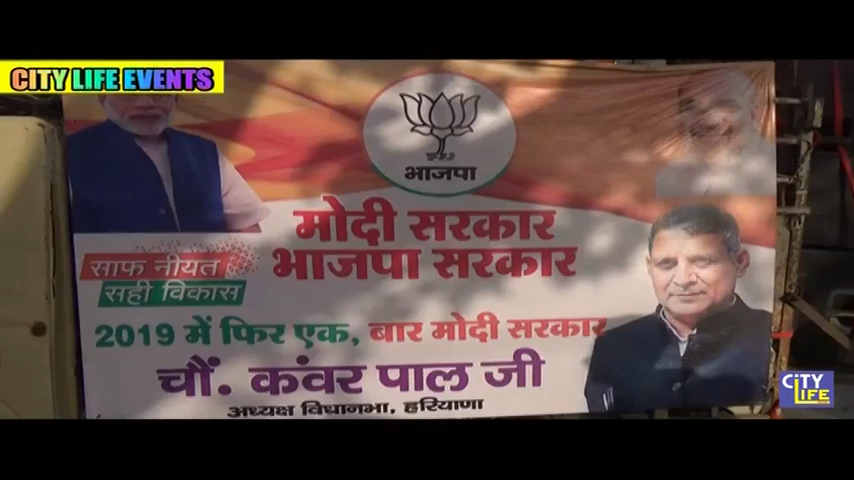 CITY LIFE EVENTS
भाजपा
मोदी सरकार
भाजपा सरकार
साफ नीयत
सही विकास
2019 में फिर एक, बार मोदी सरकार
चौं. कंवर पाल जी
अध्यक्ष विधानभा, हरियाणा
CITY
LIFE